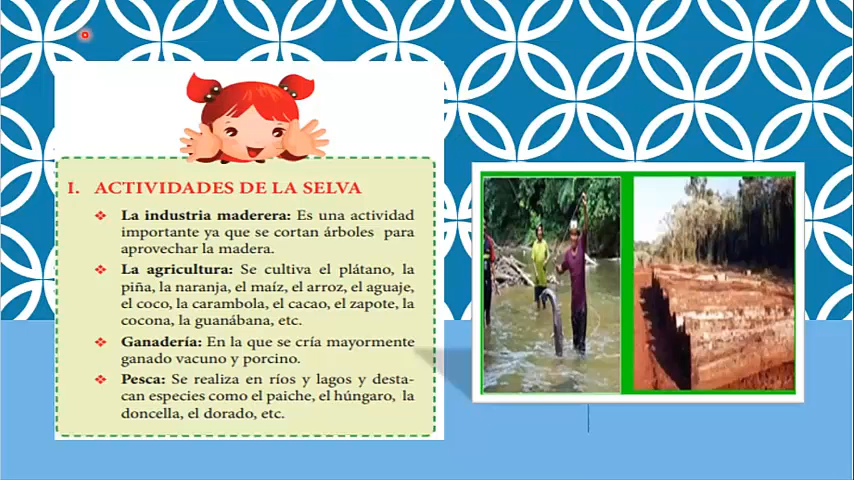 I. ACTIVIDADES DE LA SELVA
❖ La industria maderera: Es una actividad
importante ya que se cortan árboles para
aprovechar la madera.
❖ La agricultura: Se cultiva el plátano, la
piña, la naranja, el maíz, el arroz, el aguaje,
el coco, la carambola, el cacao, el zapote, la
cocona, la guanábana, etc.
❖ Ganadería: En la que se cría mayormente
ganado vacuno y porcino.
❖ Pesca: Se realiza en ríos y lagos y desta-
can especies como el paiche, el húngaro, la
doncella, el dorado, etc.